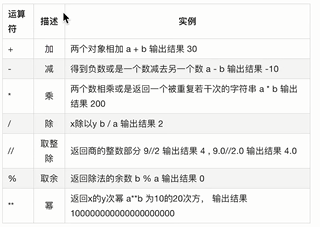 运算符 描述 实例
+ 加 两个对象相加 a + b 输出结果 30
- 减 得到负数或是一个数减去另一个数 a - b 输出结果 -10
* 乘 两个数相乘或是返回一个被重复若干次的字符串 a * b 输出结果 200
/ 除 x除以y b / a 输出结果 2
// 取整除 返回商的整数部分 9//2 输出结果 4 , 9.0//2.0 输出结果 4.0
% 取余 返回除法的余数 b % a 输出结果 0
** 幂 返回x的y次幂 a**b 为10的20次方， 输出结果 100000000000000000000